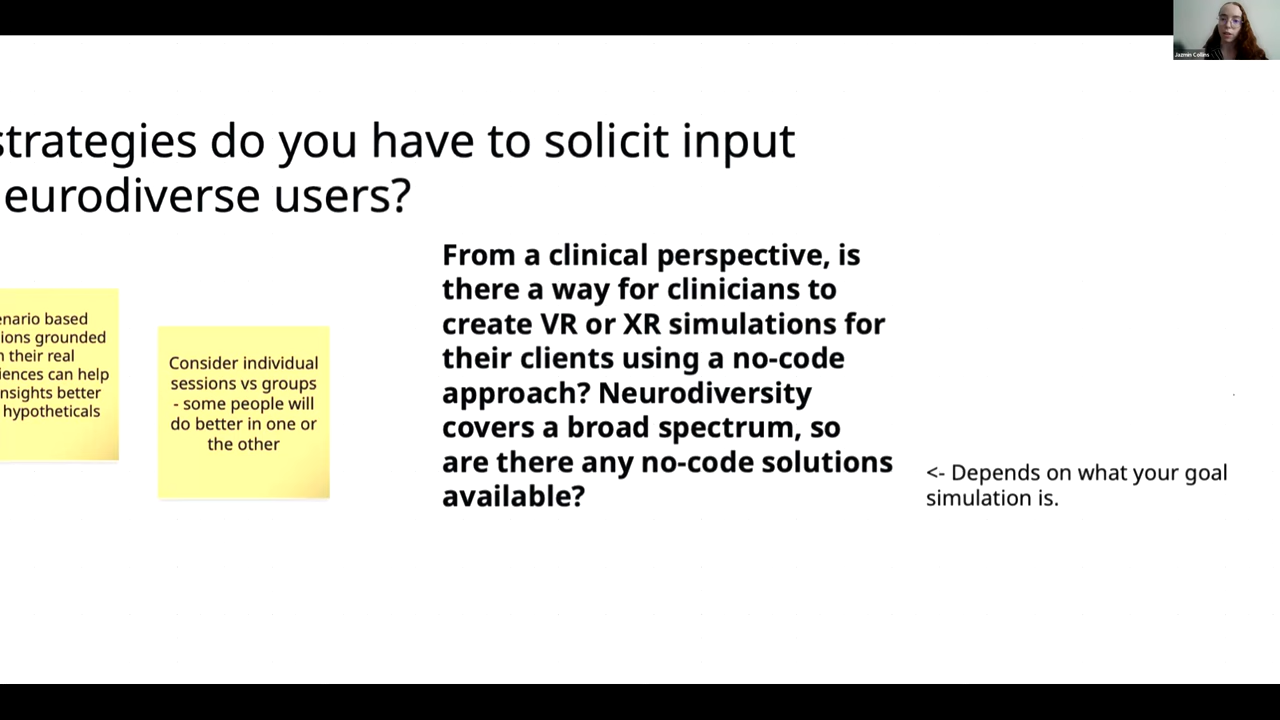 Jazmin Collins
strategies do you have to solicit input
eurodiverse users?
enario based
ions grounded
n their real
iences can help
nsights better
hypotheticals
Consider individual
sessions vs groups
- some people will
do better in one or
the other
From a clinical perspective, is
there a way for clinicians to
create VR or XR simulations for
their clients using a no-code
approach? Neurodiversity
covers a broad spectrum, so
are there any no-code solutions
available?
<- Depends on what your goal
simulation is.